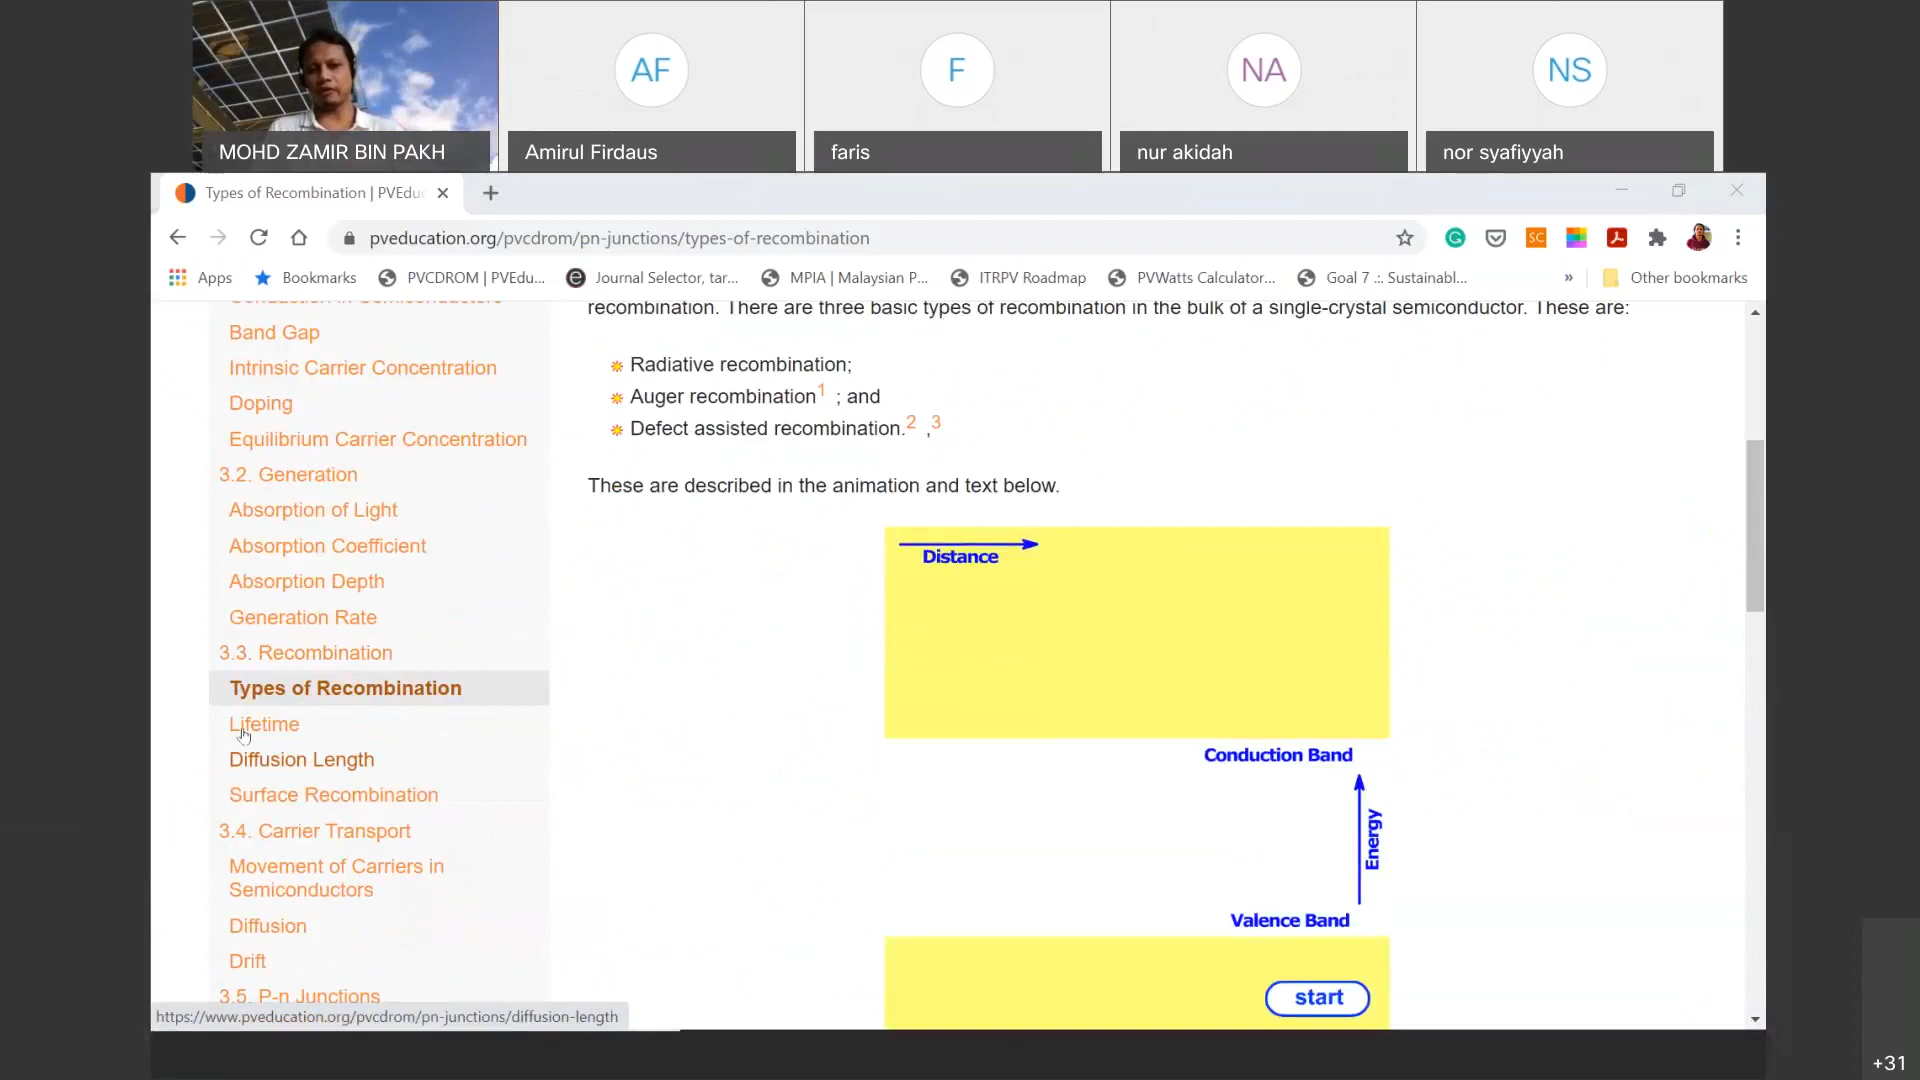 AF
F
NA
NS
MOHD ZAMIR BIN PAKH
Amirul Firdaus
faris
nur akidah
nor syafiyyah
Types of Recombination | PVEduc
pveducation.org/pvcdrom/pn-junctions/types-of-recombination
SC
Apps
Bookmarks
PVCDROM | PVEdu...
Journal Selector, tar...
MPIA | Malaysian P...
ITRPV Roadmap
PVWatts Calculator...
Goal 7 .:. Sustainabl...
»
Other bookmarks
Conduction in Semiconductors
Band Gap
Intrinsic Carrier Concentration
Doping
Equilibrium Carrier Concentration
3.2. Generation
Absorption of Light
Absorption Coefficient
Absorption Depth
Generation Rate
3.3. Recombination
Types of Recombination
Lifetime
Diffusion Length
Surface Recombination
3.4. Carrier Transport
Movement of Carriers in
Semiconductors
Diffusion
Drift
3.5. P-n Junctions
recombination. There are three basic types of recombination in the bulk of a single-crystal semiconductor. These are:
Radiative recombination;
Auger recombination1 ; and
Defect assisted recombination.2 ,3
These are described in the animation and text below.
Distance
Conduction Band
Energy
Valence Band
start
https://www.pveducation.org/pvcdrom/pn-junctions/diffusion-length
+31